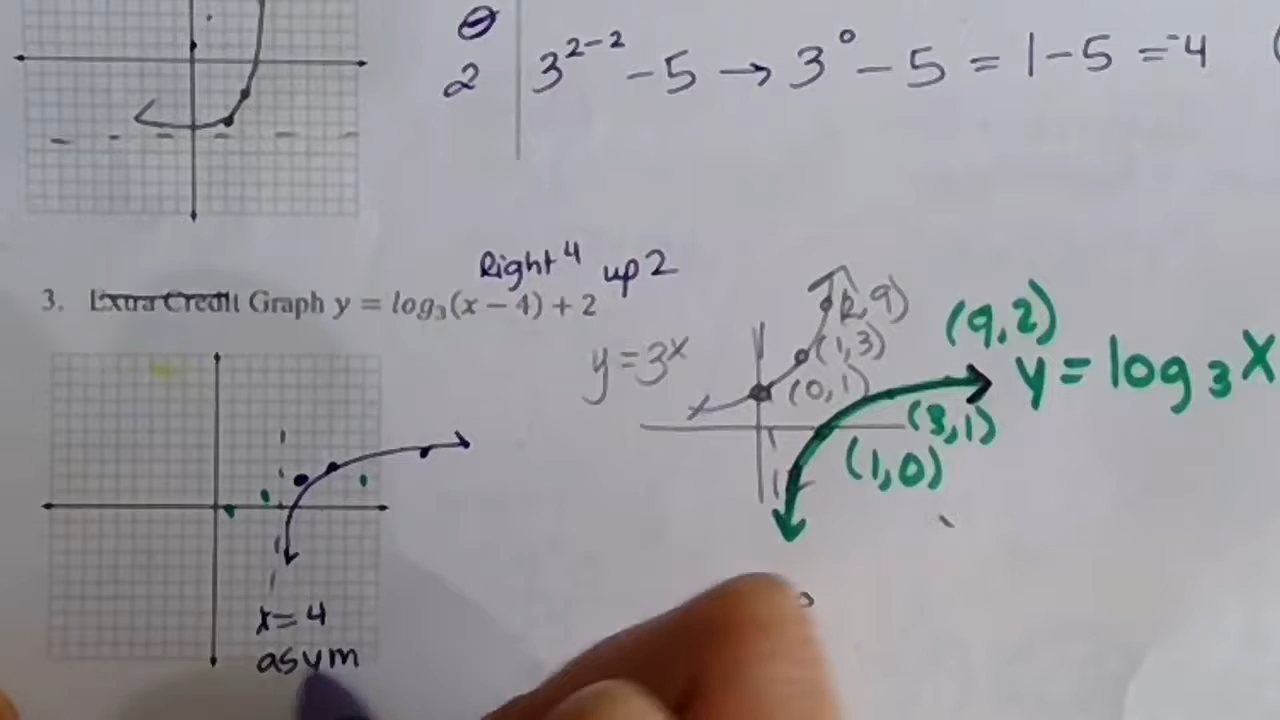 0
2 3^{2-2} - 5 → 3^0 - 5 = 1 - 5 = -4 (
Right 4 up 2
3. Extra Credit Graph y = log₃(x − 4) + 2
y = 3^x
(2,9)
(1,3)
(0,1)
(9,2)
y = log₃x
(3,1)
(1,0)
x = 4
asym